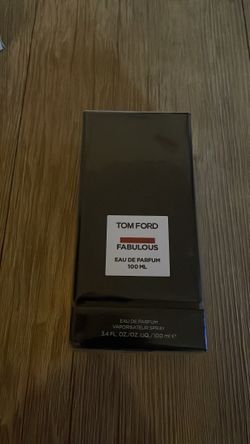 TOM FORD
FABULOUS
EAU DE PARFUM
100 ML
EAU DE PARFUM
VAPORISATEUR SPRAY
3.4 FL. OZ./OZ. LIQ./100 ml ℮